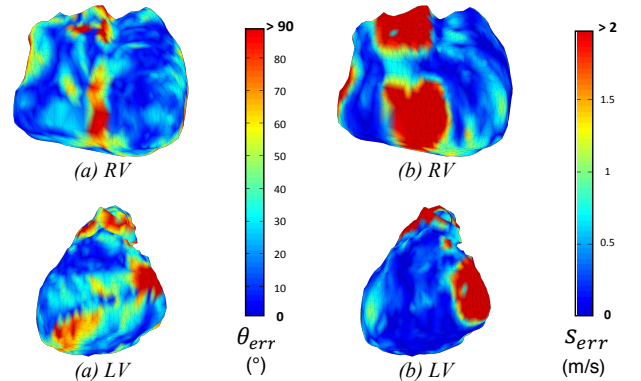 > 90
80
70
60
50
40
30
20
10
0
θerr
(°)
> 2
1.5
1
0.5
0
serr
(m/s)
(a) RV
(b) RV
(a) LV
(b) LV